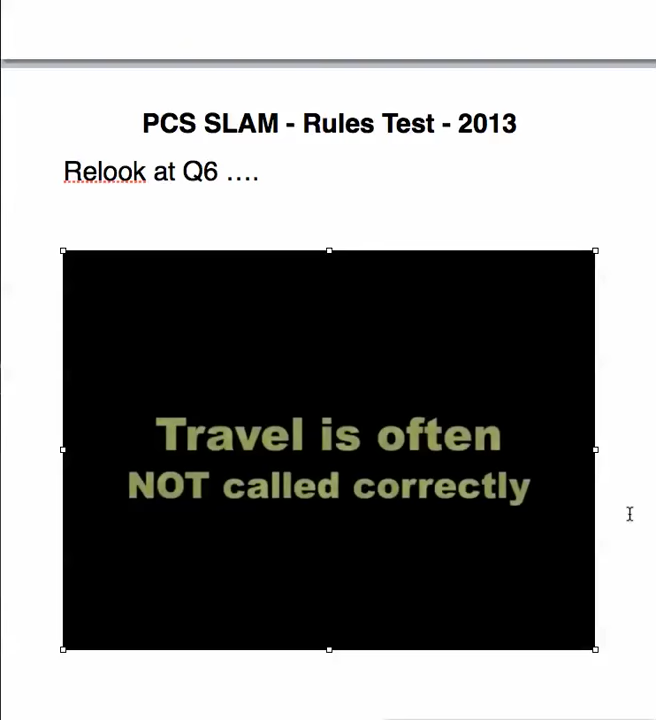 PCS SLAM - Rules Test - 2013
Relook at Q6 ....
Travel is often
NOT called correctly